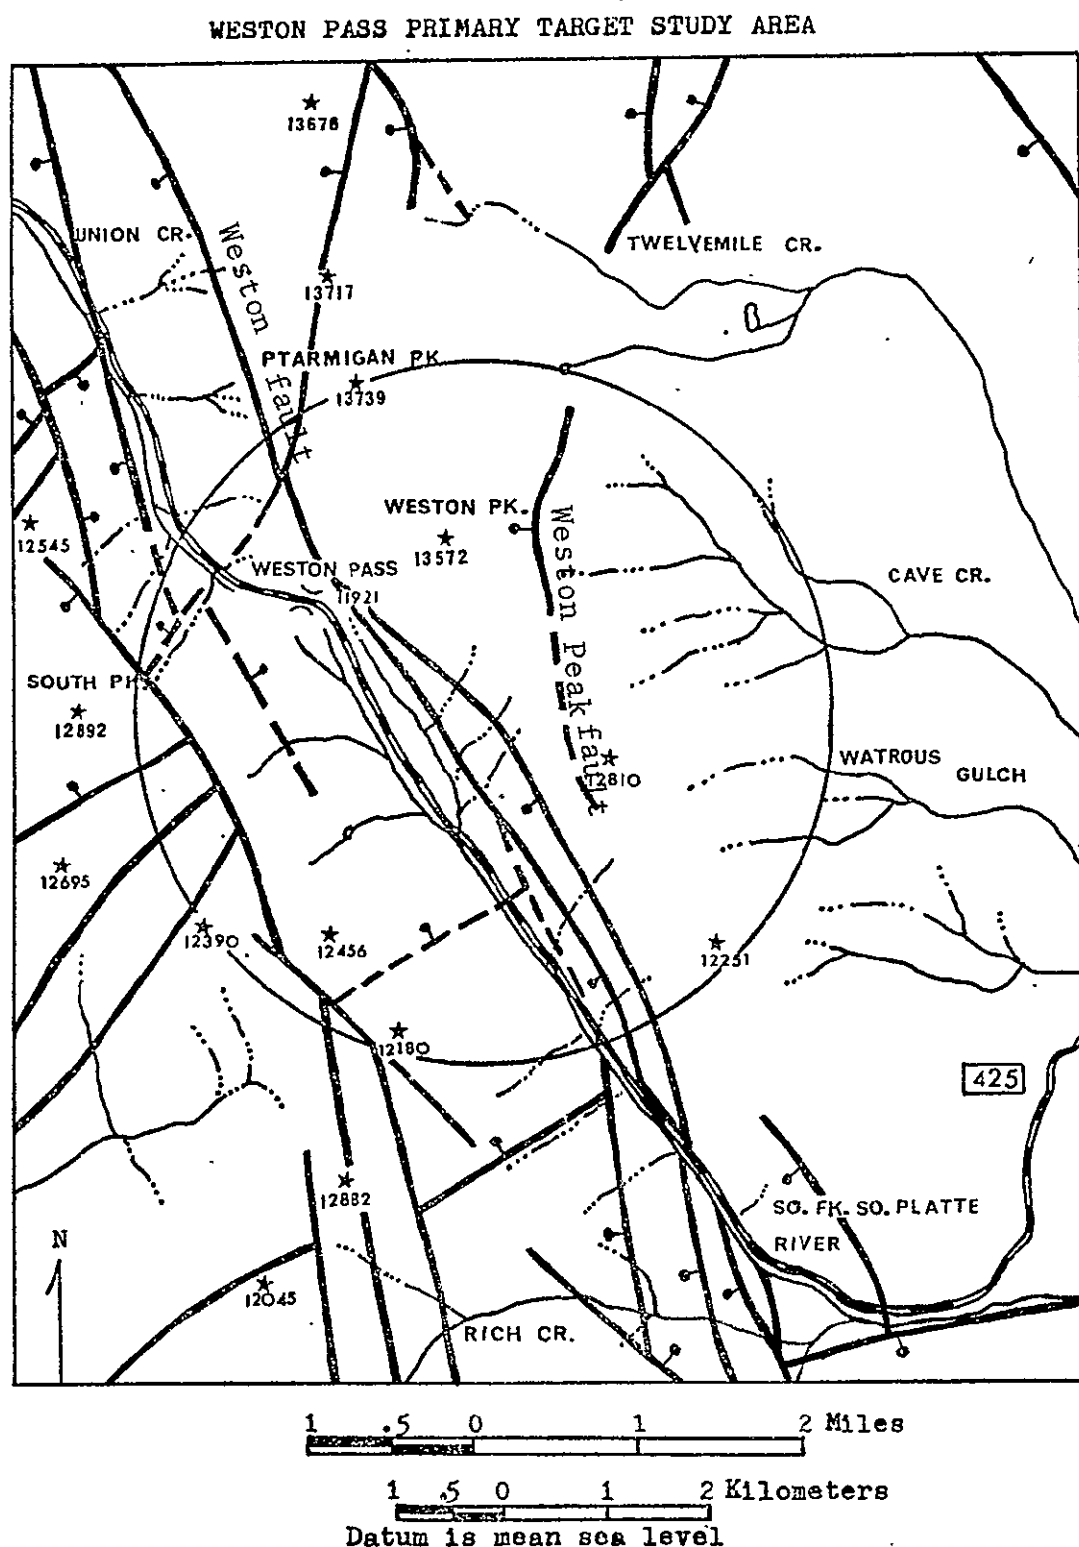 WESTON PASS PRIMARY TARGET STUDY AREA
13678
UNION CR.
Weston fault
TWELVEMILE CR.
13717
PTARMIGAN PK
13739
WESTON PK.
13572
12545
WESTON PASS
11921
Weston Peak fault
CAVE CR.
SOUTH PK
12892
12810
WATROUS GULCH
12695
12390
12456
12251
12180
425
12882
SO. FK. SO. PLATTE
RIVER
N
12045
RICH CR.
1 .5 0 1 2 Miles
1 .5 0 1 2 Kilometers
Datum is mean sea level